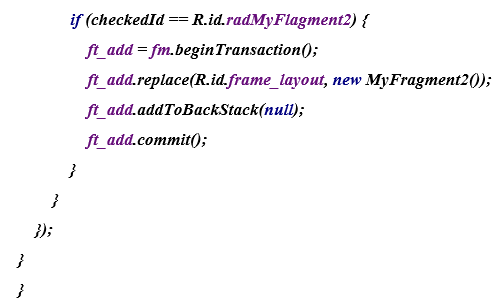 if (checkedId == R.id.radMyFlagment2) {
ft_add = fm.beginTransaction();
ft_add.replace(R.id.frame_layout, new MyFragment2());
ft_add.addToBackStack(null);
ft_add.commit();
}
}
});
}
}